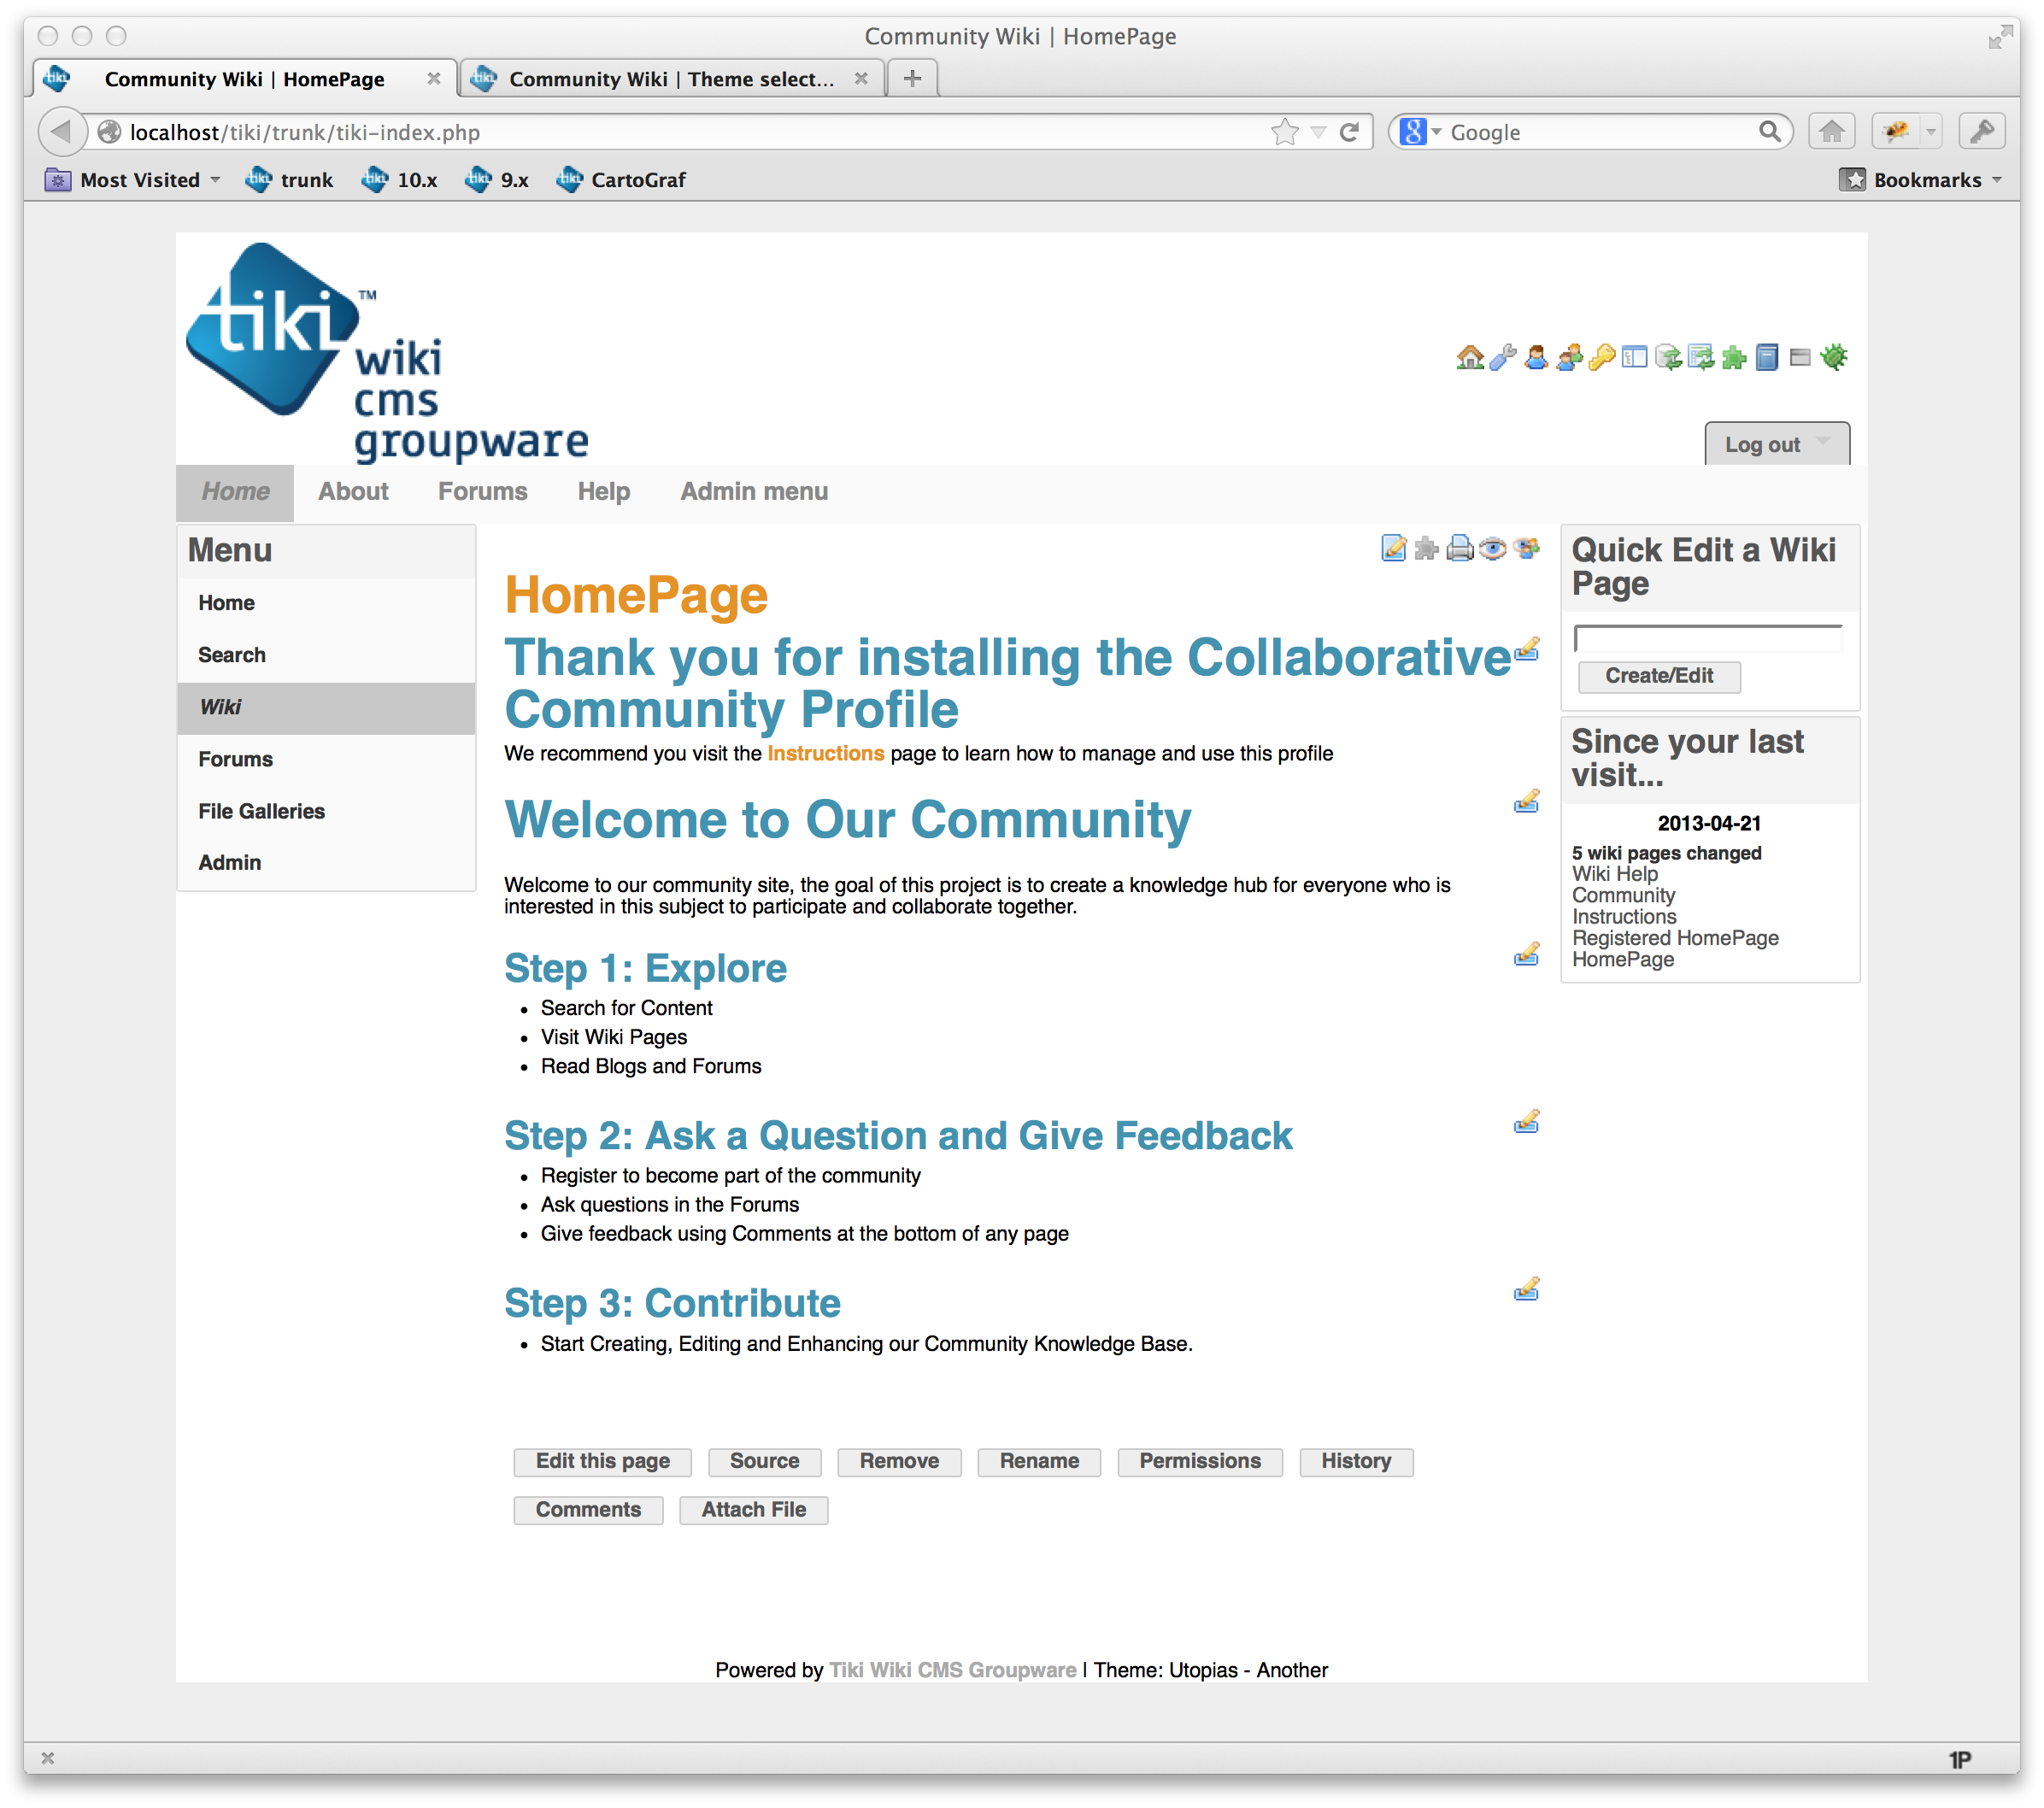 Community Wiki | HomePage
Community Wiki | HomePage
Community Wiki | Theme select...
localhost/tiki/trunk/tiki-index.php
Google
Most Visited
trunk
10.x
9.x
CartoGraf
Bookmarks
tiki™
wiki
cms
groupware
Log out
Home
About
Forums
Help
Admin menu
Menu
Home
Search
Wiki
Forums
File Galleries
Admin
HomePage
Thank you for installing the Collaborative
Community Profile
We recommend you visit the Instructions page to learn how to manage and use this profile
Welcome to Our Community
Welcome to our community site, the goal of this project is to create a knowledge hub for everyone who is
interested in this subject to participate and collaborate together.
Step 1: Explore
• Search for Content
• Visit Wiki Pages
• Read Blogs and Forums
Step 2: Ask a Question and Give Feedback
• Register to become part of the community
• Ask questions in the Forums
• Give feedback using Comments at the bottom of any page
Step 3: Contribute
• Start Creating, Editing and Enhancing our Community Knowledge Base.
Edit this page
Source
Remove
Rename
Permissions
History
Comments
Attach File
Quick Edit a Wiki
Page
Create/Edit
Since your last
visit...
2013-04-21
5 wiki pages changed
Wiki Help
Community
Instructions
Registered HomePage
HomePage
Powered by Tiki Wiki CMS Groupware | Theme: Utopias - Another
1P